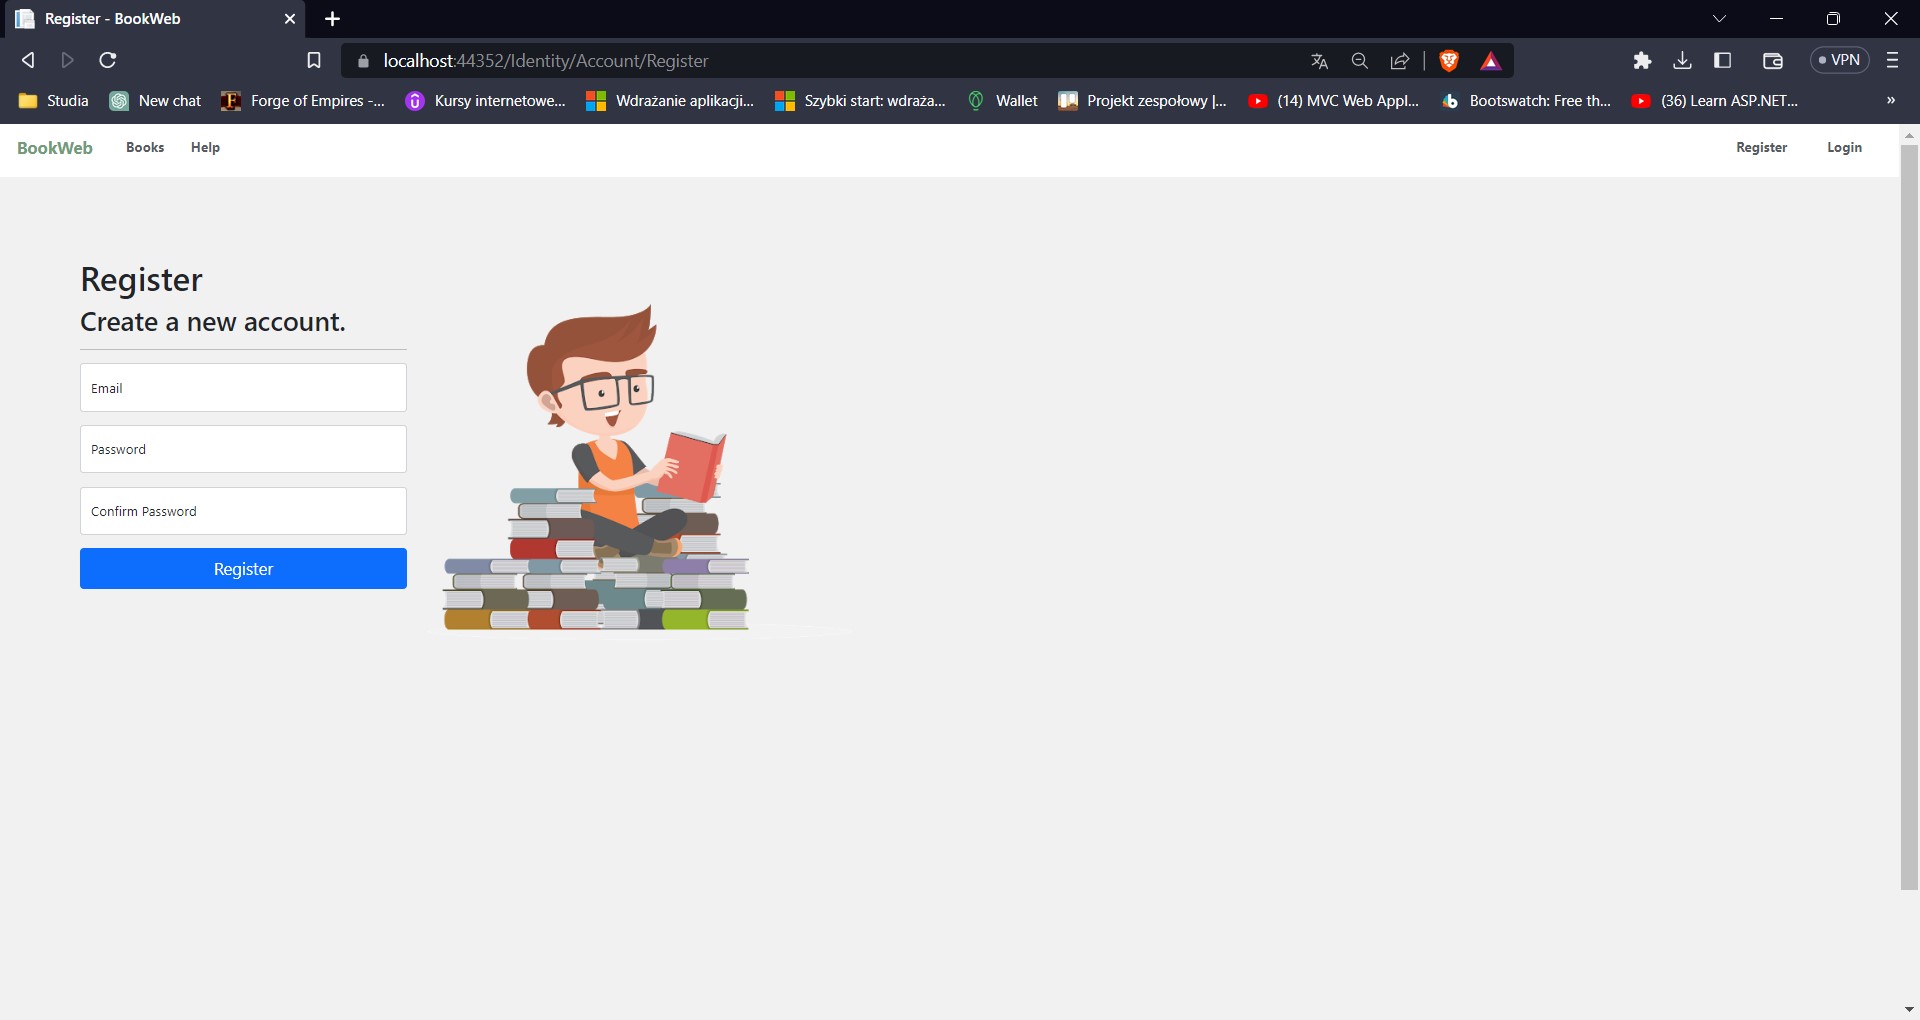 Register - BookWeb
localhost:44352/Identity/Account/Register
VPN
Studia
New chat
Forge of Empires -...
Kursy internetowe...
Wdrażanie aplikacji...
Szybki start: wdraża...
Wallet
Projekt zespołowy |...
(14) MVC Web Appl...
Bootswatch: Free th...
(36) Learn ASP.NET...
»
BookWeb
Books
Help
Register
Login
Register
Create a new account.
Email
Password
Confirm Password
Register